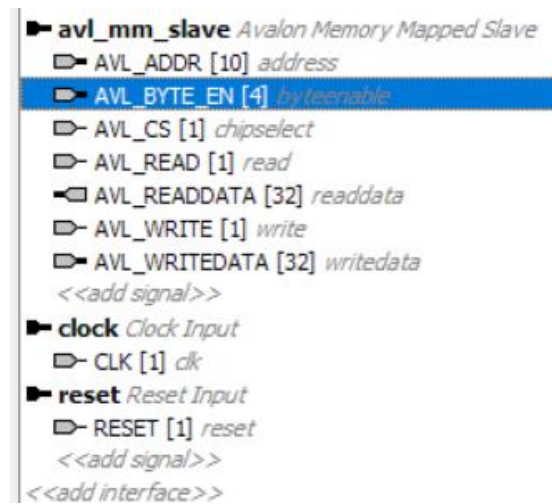 avl_mm_slave Avalon Memory Mapped Slave
AVL_ADDR [10] address
AVL_BYTE_EN [4] byteenable
AVL_CS [1] chipselect
AVL_READ [1] read
AVL_READDATA [32] readdata
AVL_WRITE [1] write
AVL_WRITEDATA [32] writedata
<<add signal>>
clock Clock Input
CLK [1] clk
reset Reset Input
RESET [1] reset
<<add signal>>
<<add interface>>